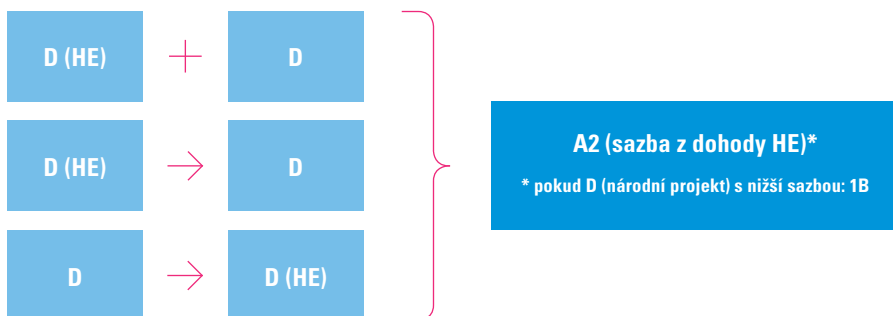 D (HE) + D
D (HE) → D
D → D (HE)
A2 (sazba z dohody HE)*
* pokud D (národní projekt) s nižší sazbou: 1B